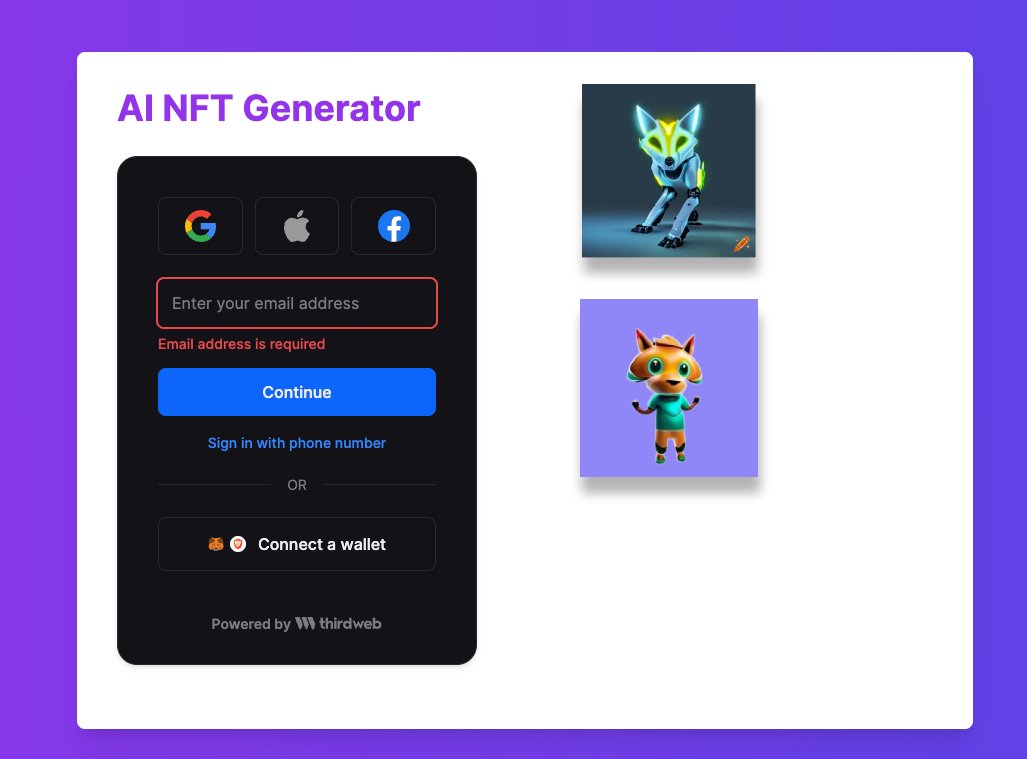 AI NFT Generator
Enter your email address
Email address is required
Continue
Sign in with phone number
OR
Connect a wallet
Powered by thirdweb